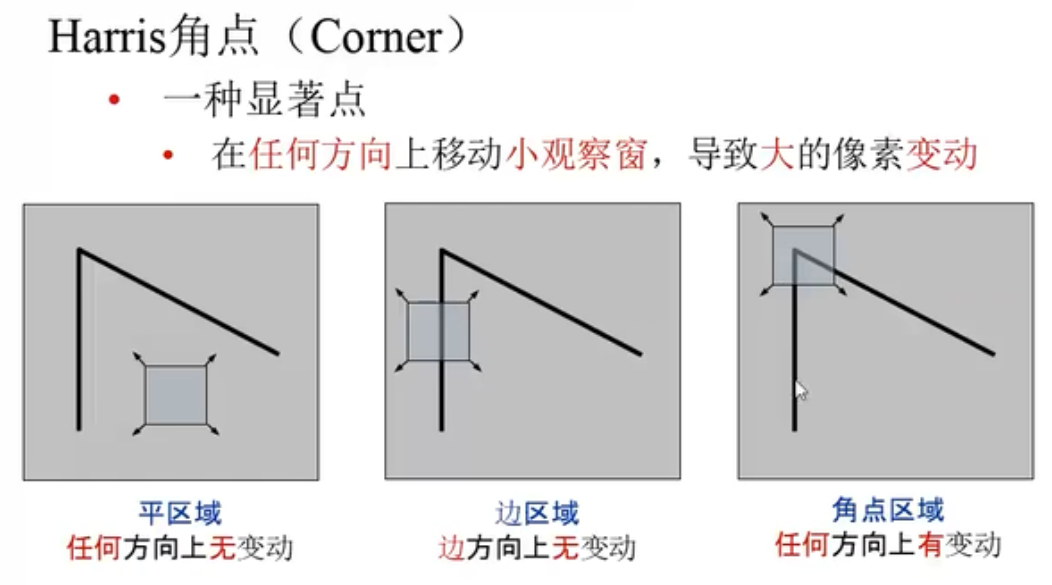 Harris角点（Corner）
• 一种显著点
• 在任何方向上移动小观察窗，导致大的像素变动
平区域
任何方向上无变动
边区域
边方向上无变动
角点区域
任何方向上有变动